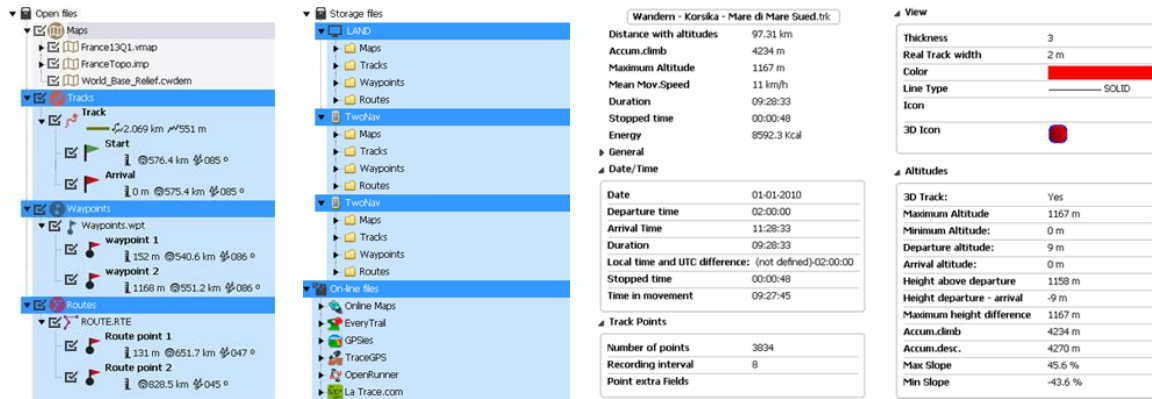 Open files
Maps
France13Q1.vmap
FranceTopo.imp
World_Base_Relief.cwdem
Tracks
Track
2.069 km 551 m
Start
576.4 km 085 º
Arrival
0 m 575.4 km 085 º
Waypoints
Waypoints.wpt
waypoint 1
152 m 540.6 km 086 º
waypoint 2
1168 m 551.2 km 086 º
Routes
ROUTE.RTE
Route point 1
131 m 651.7 km 047 º
Route point 2
828.5 km 045 º
Storage files
LAND
Maps
Tracks
Waypoints
Routes
TwoNav
Maps
Tracks
Waypoints
Routes
TwoNav
Maps
Tracks
Waypoints
Routes
On-line files
Online Maps
EveryTrail
GPSies
TraceGPS
OpenRunner
La Trace.com
Wandern - Korsika - Mare di Mare Sued.trk
Distance with altitudes 97.31 km
Accum.climb 4234 m
Maximum Altitude 1167 m
Mean Mov.Speed 11 km/h
Duration 09:28:33
Stopped time 00:00:48
Energy 8592.3 Kcal
General
Date/Time
Date 01-01-2010
Departure time 02:00:00
Arrival Time 11:28:33
Duration 09:28:33
Local time and UTC difference: (not defined)-02:00:00
Stopped time 00:00:48
Time in movement 09:27:45
Track Points
Number of points 3834
Recording interval 8
Point extra Fields
View
Thickness 3
Real Track width 2 m
Color
Line Type SOLID
Icon
3D Icon
Altitudes
3D Track: Yes
Maximum Altitude 1167 m
Minimum Altitude: 0 m
Departure altitude: 9 m
Arrival altitude: 0 m
Height above departure 1158 m
Height departure - arrival -9 m
Maximum height difference 1167 m
Accum.climb 4234 m
Accum.desc. 4270 m
Max Slope 45.6 %
Min Slope -43.6 %